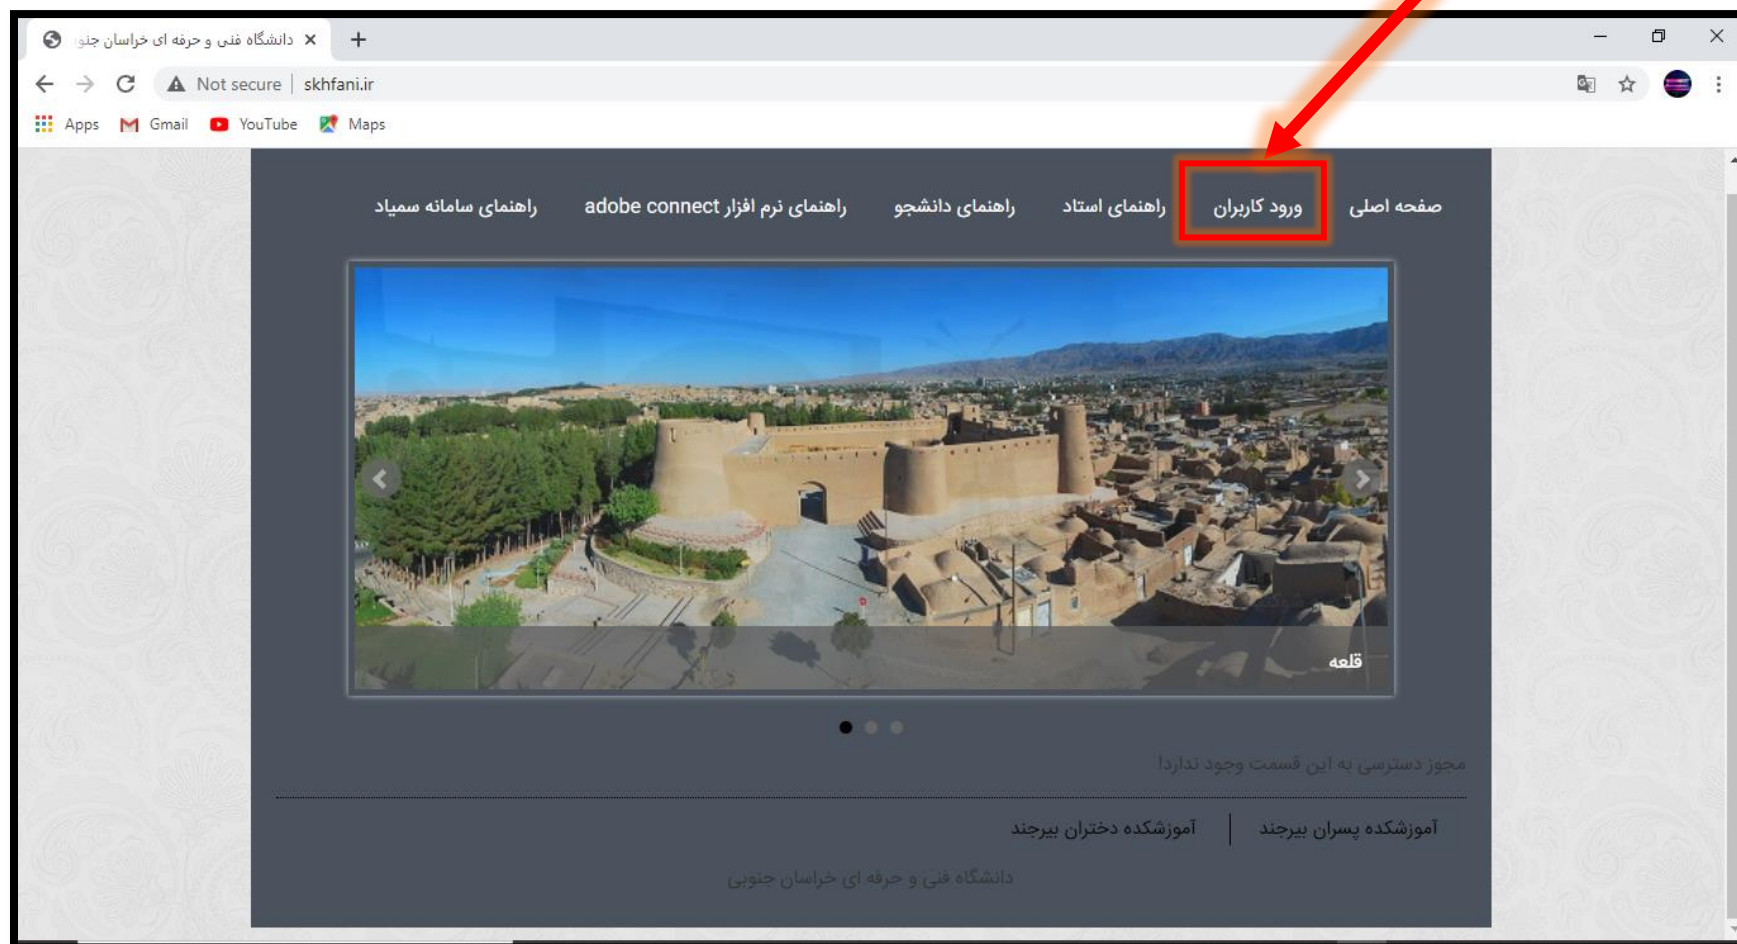 دانشگاه فنی و حرفه ای خراسان جنو
Not secure | skhfani.ir
Apps Gmail YouTube Maps
صفحه اصلی ورود کاربران راهنمای استاد راهنمای دانشجو راهنمای نرم افزار adobe connect راهنمای سامانه سمیاد
قلعه
مجوز دسترسی به این قسمت وجود ندارد!
آموزشکده پسران بیرجند | آموزشکده دختران بیرجند
دانشگاه فنی و حرفه ای خراسان جنوبی